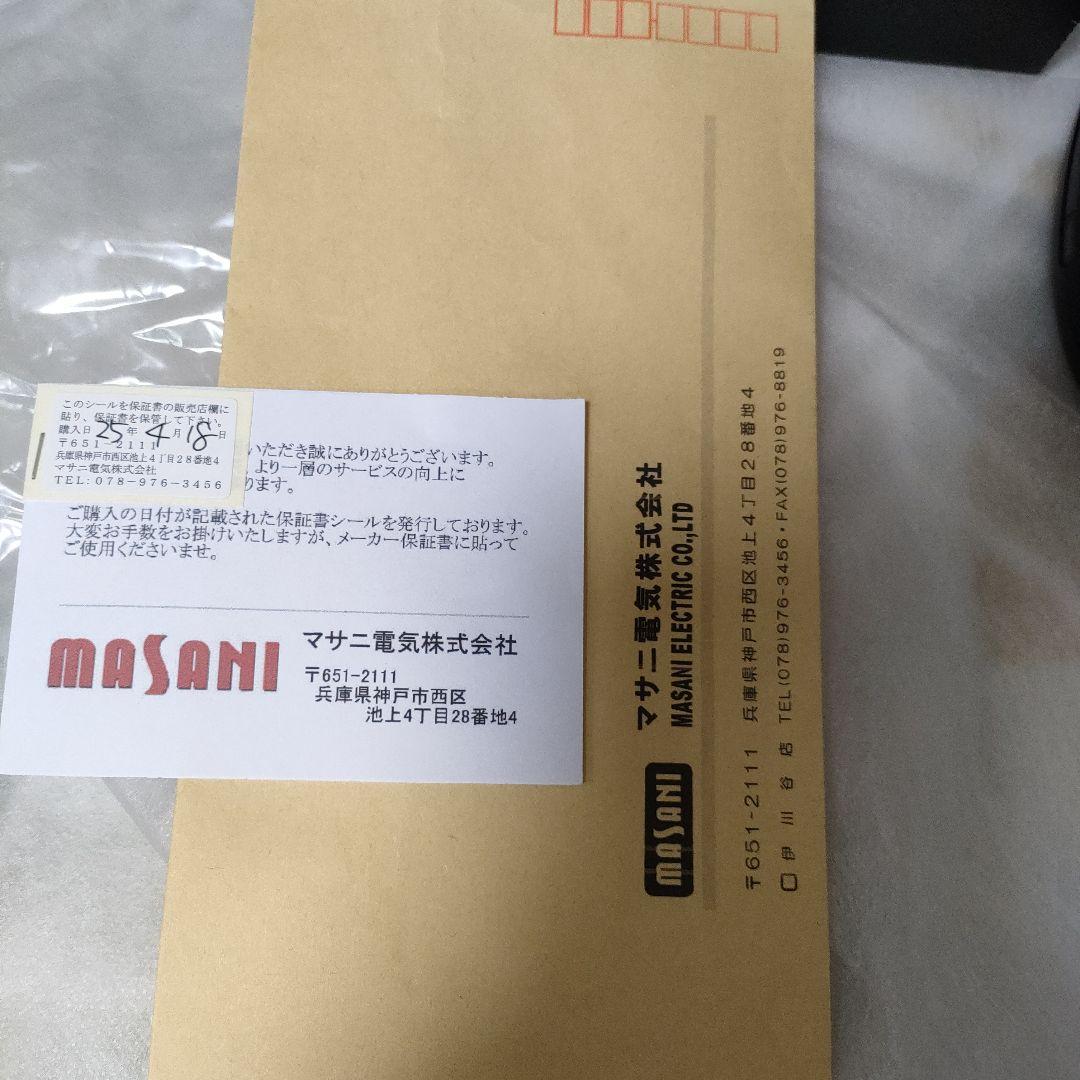 このシールを保証書の販売店欄に
貼り、保証書を保管して下さい。
購入日 25年 4月 18日
〒651-2111
兵庫県神戸市西区池上4丁目28番地4
マサニ電気株式会社
TEL:078-976-3456
いただき誠にありがとうございます。
、より一層のサービスの向上に
ります。
ご購入の日付が記載された保証書シールを発行しております。
大変お手数をお掛けいたしますが、メーカー保証書に貼って
ご使用くださいませ。
MASANI
マサニ電気株式会社
〒651-2111
兵庫県神戸市西区
池上4丁目28番地4
MASANI
マサニ電気株式会社
MASANI ELECTRIC CO.,LTD
〒651-2111 兵庫県神戸市西区池上4丁目28番地4
□伊川谷店 TEL(078)976-3456・FAX(078)976-8819